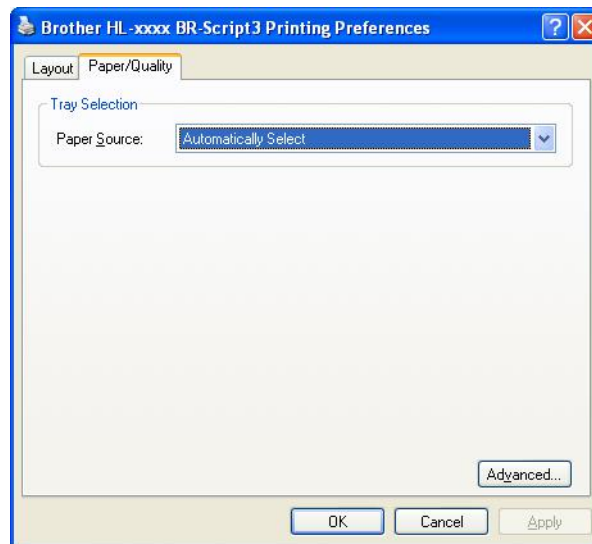 Brother HL-xxxx BR-Script3 Printing Preferences
Layout Paper/Quality
Tray Selection
Paper Source: Automatically Select
Advanced...
OK Cancel Apply